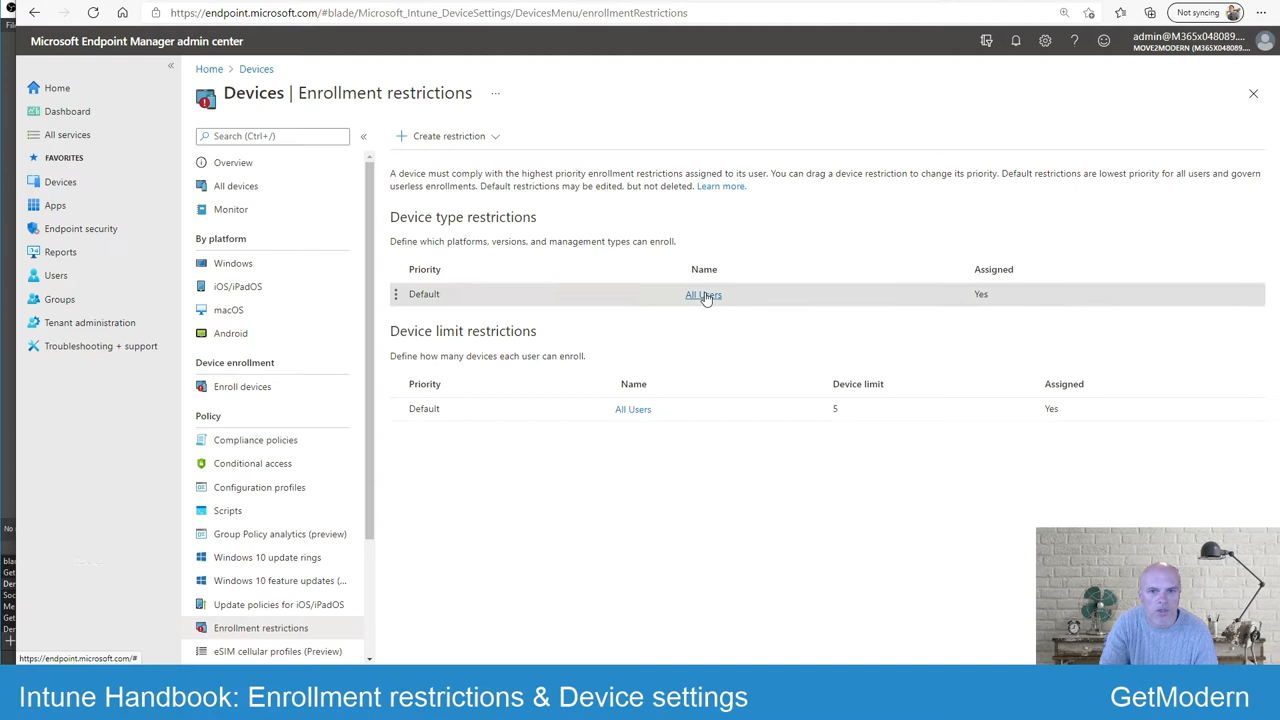 https://endpoint.microsoft.com/#blade/Microsoft_Intune_DeviceSettings/DevicesMenu/enrollmentRestrictions
Not syncing
Microsoft Endpoint Manager admin center
admin@M365x048089....
MOVE2MODERN (M365X048089....
Home
Dashboard
All services
FAVORITES
Devices
Apps
Endpoint security
Reports
Users
Groups
Tenant administration
Troubleshooting + support
Home > Devices
Devices | Enrollment restrictions ...
Search (Ctrl+/)
Overview
All devices
Monitor
By platform
Windows
iOS/iPadOS
macOS
Android
Device enrollment
Enroll devices
Policy
Compliance policies
Conditional access
Configuration profiles
Scripts
Group Policy analytics (preview)
Windows 10 update rings
Windows 10 feature updates (...
Update policies for iOS/iPadOS
Enrollment restrictions
eSIM cellular profiles (Preview)
Create restriction
A device must comply with the highest priority enrollment restrictions assigned to its user. You can drag a device restriction to change its priority. Default restrictions are lowest priority for all users and govern
userless enrollments. Default restrictions may be edited, but not deleted. Learn more.
Device type restrictions
Define which platforms, versions, and management types can enroll.
Priority Name Assigned
Default All Users Yes
Device limit restrictions
Define how many devices each user can enroll.
Priority Name Device limit Assigned
Default All Users 5 Yes
https://endpoint.microsoft.com/#
Intune Handbook: Enrollment restrictions & Device settings
GetModern